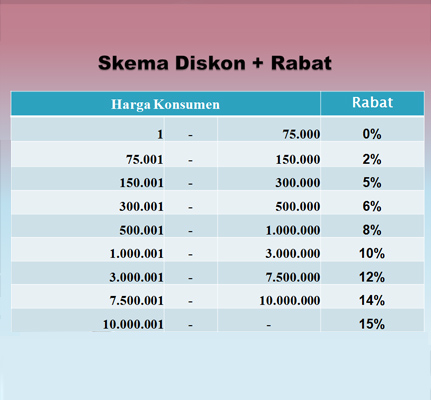 Skema Diskon + Rabat
Harga Konsumen Rabat
1 - 75.000 0%
75.001 - 150.000 2%
150.001 - 300.000 5%
300.001 - 500.000 6%
500.001 - 1.000.000 8%
1.000.001 - 3.000.000 10%
3.000.001 - 7.500.000 12%
7.500.001 - 10.000.000 14%
10.000.001 - - 15%